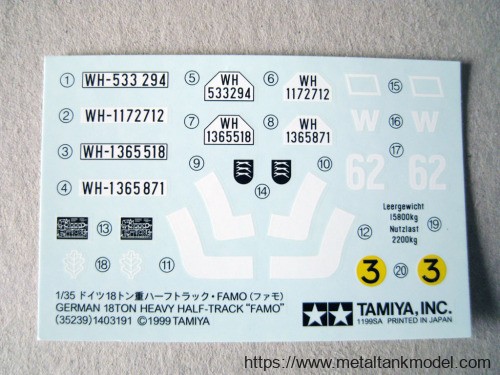 ① WH-533 294
② WH-1172712
③ WH-1365518
④ WH-1365871
⑤ WH
533294
⑥ WH
1172712
⑦ WH
1365518
⑧ WH
1365871
⑨
⑩
⑪
⑫
⑬
⑭
⑮
W ⑯
62 ⑰
⑱
Leergewicht
15800kg
Nutzlast
2200kg
⑲
3 ⑳ 3
1/35 ドイツ18トン重ハーフトラック・FAMO (ファモ)
GERMAN 18TON HEAVY HALF-TRACK "FAMO"
(35239)1403191 ©1999 TAMIYA
TAMIYA, INC.
1199SA PRINTED IN JAPAN
https://www.metaltankmodel.com